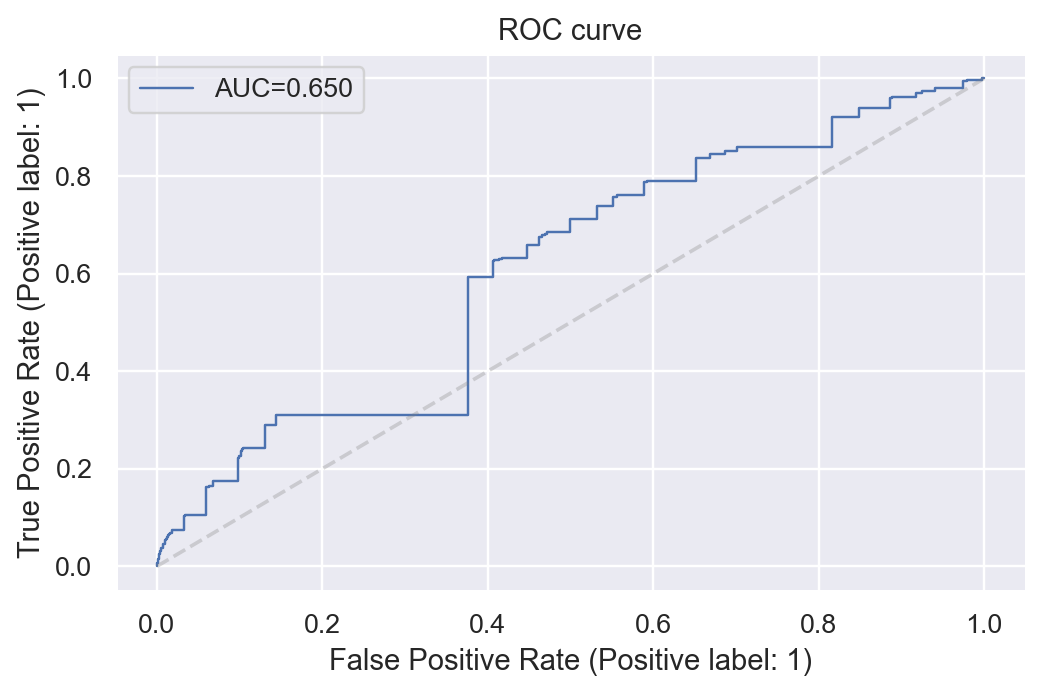 ROC curve
AUC=0.650
True Positive Rate (Positive label: 1)
1.0
0.8
0.6
0.4
0.2
0.0
0.0 0.2 0.4 0.6 0.8 1.0
False Positive Rate (Positive label: 1)